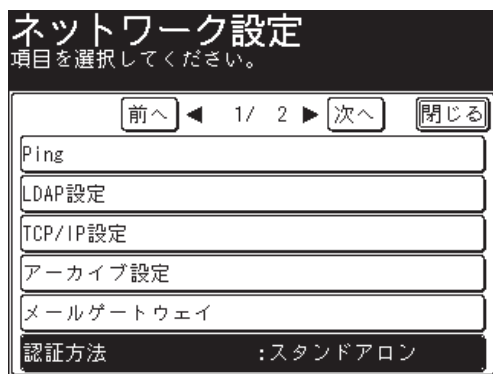 ネットワーク設定
項目を選択してください。
前へ ◀ 1/ 2 ▶ 次へ 閉じる
Ping
LDAP設定
TCP/IP設定
アーカイブ設定
メールゲートウェイ
認証方法 :スタンドアロン